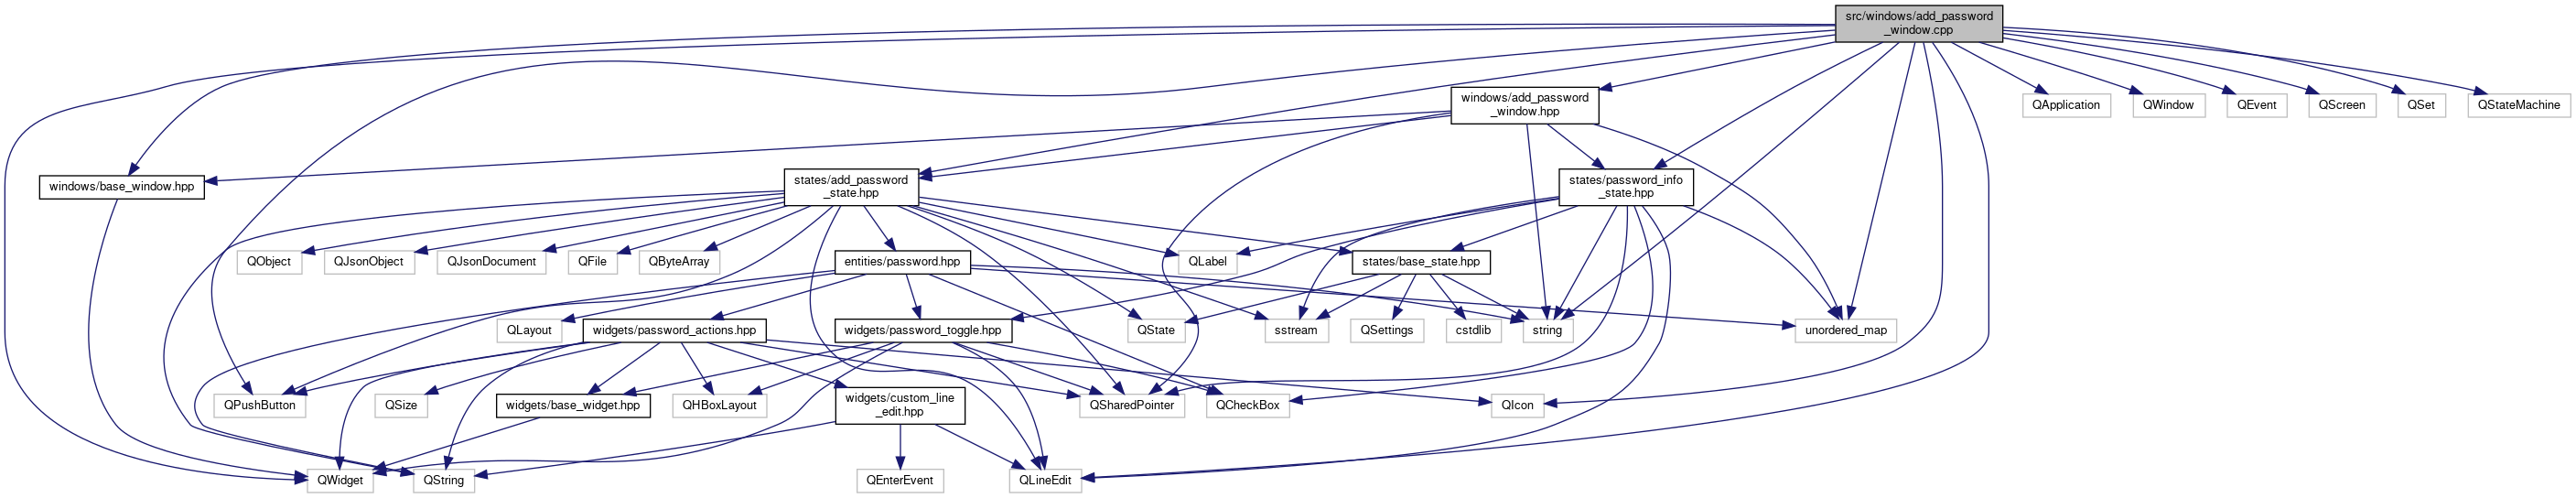 src/windows/add_password
_window.cpp
windows/add_password
_window.hpp
QApplication
QWindow
QEvent
QScreen
QSet
QStateMachine
windows/base_window.hpp
states/add_password
_state.hpp
states/password_info
_state.hpp
QObject
QJsonObject
QJsonDocument
QFile
QByteArray
entities/password.hpp
QLabel
states/base_state.hpp
QLayout
widgets/password_actions.hpp
widgets/password_toggle.hpp
QState
sstream
QSettings
cstdlib
string
unordered_map
QPushButton
QSize
widgets/base_widget.hpp
QHBoxLayout
widgets/custom_line
_edit.hpp
QSharedPointer
QCheckBox
QIcon
QWidget
QString
QEnterEvent
QLineEdit